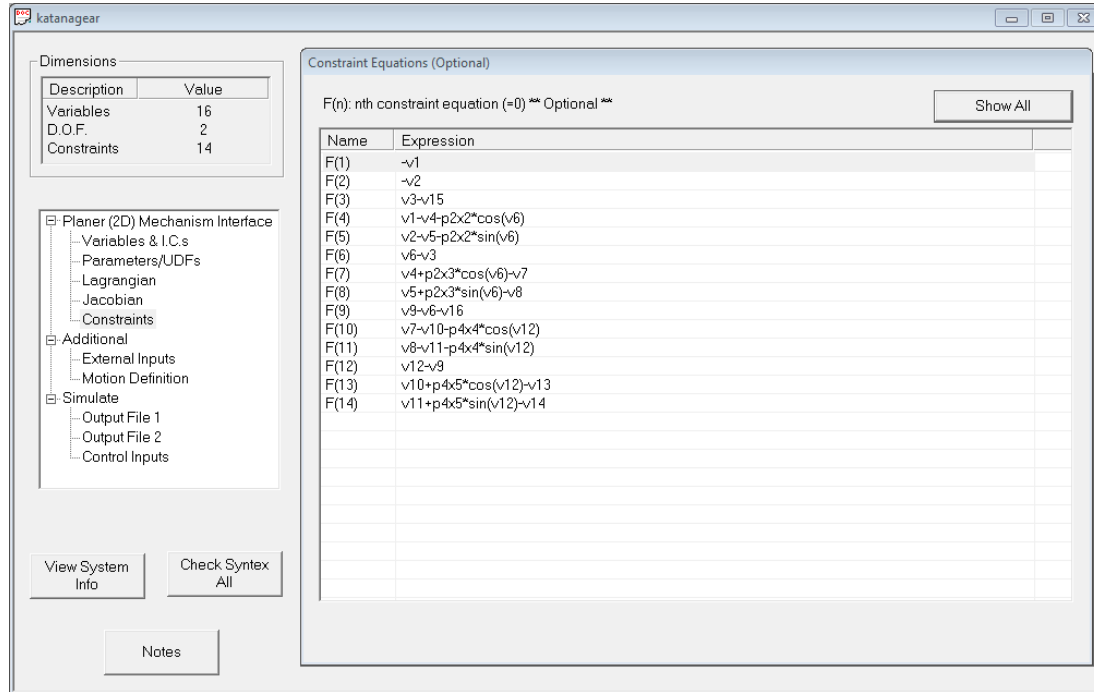 katanagear
Dimensions
Description Value
Variables 16
D.O.F. 2
Constraints 14
Planer (2D) Mechanism Interface
Variables & I.C.s
Parameters/UDFs
Lagrangian
Jacobian
Constraints
Additional
External Inputs
Motion Definition
Simulate
Output File 1
Output File 2
Control Inputs
View System Info
Check Syntex All
Notes
Constraint Equations (Optional)
F(n): nth constraint equation (=0) ** Optional **
Show All
Name Expression
F(1) -v1
F(2) -v2
F(3) v3-v15
F(4) v1-v4-p2x2*cos(v6)
F(5) v2-v5-p2x2*sin(v6)
F(6) v6-v3
F(7) v4+p2x3*cos(v6)-v7
F(8) v5+p2x3*sin(v6)-v8
F(9) v9-v6-v16
F(10) v7-v10-p4x4*cos(v12)
F(11) v8-v11-p4x4*sin(v12)
F(12) v12-v9
F(13) v10+p4x5*cos(v12)-v13
F(14) v11+p4x5*sin(v12)-v14